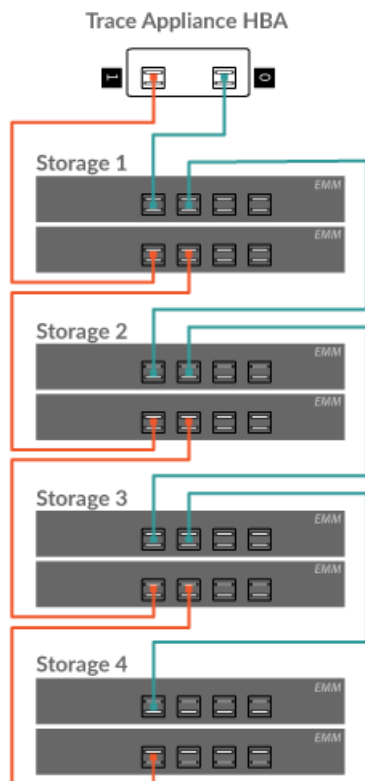 Trace Appliance HBA
1 0
Storage 1
EMM
EMM
Storage 2
EMM
EMM
Storage 3
EMM
EMM
Storage 4
EMM
EMM